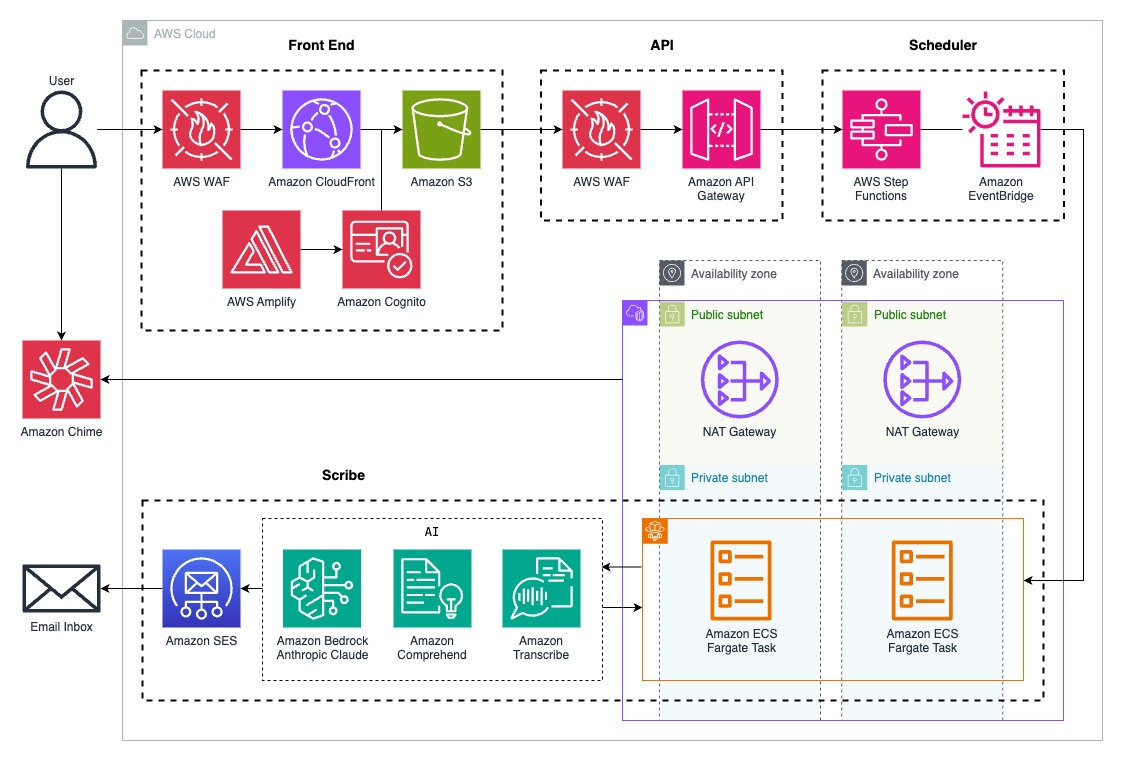 AWS Cloud
Front End
API
Scheduler
User
AWS WAF
Amazon CloudFront
Amazon S3
AWS WAF
Amazon API
Gateway
AWS Step
Functions
Amazon
EventBridge
AWS Amplify
Amazon Cognito
Availability zone
Availability zone
Public subnet
Public subnet
NAT Gateway
NAT Gateway
Amazon Chime
Private subnet
Private subnet
Scribe
AI
Email Inbox
Amazon SES
Amazon Bedrock
Anthropic Claude
Amazon
Comprehend
Amazon
Transcribe
Amazon ECS
Fargate Task
Amazon ECS
Fargate Task